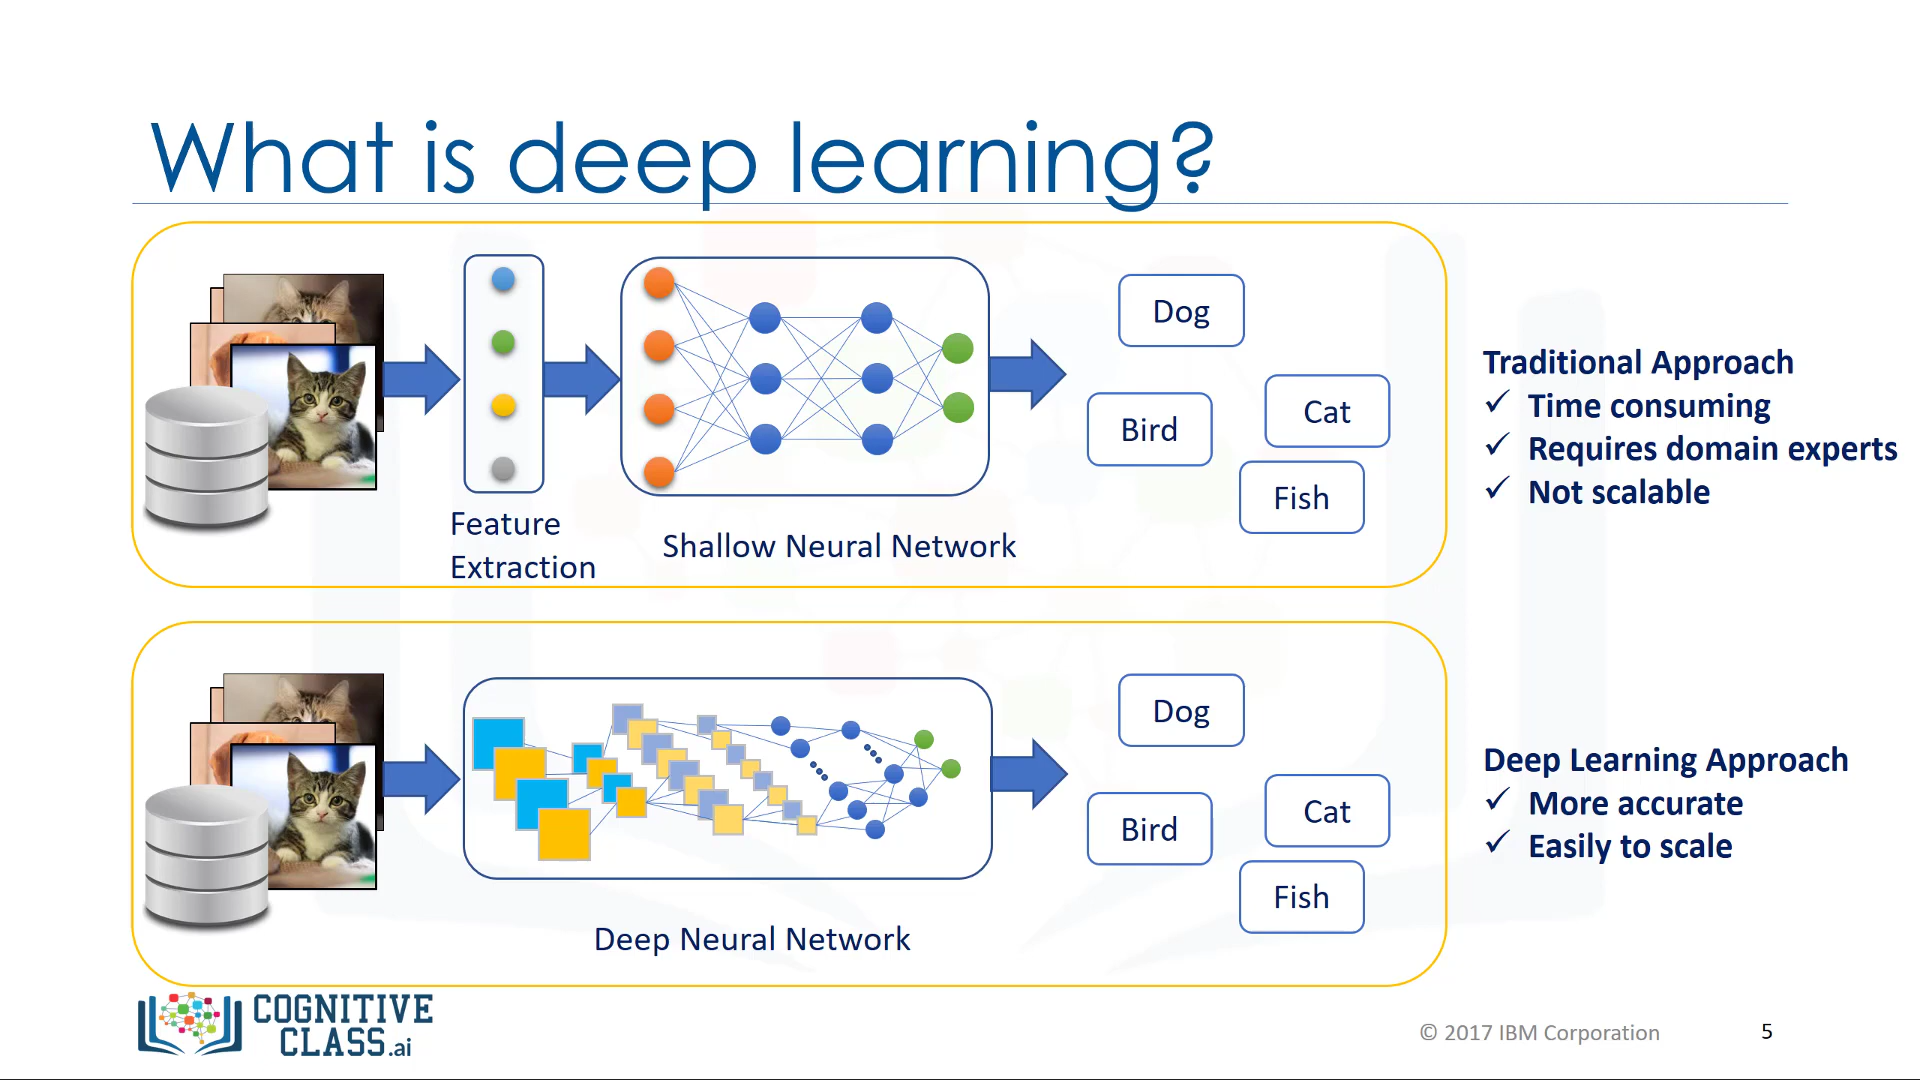 What is deep learning?
Feature
Extraction
Shallow Neural Network
Dog
Bird
Cat
Fish
Traditional Approach
✓ Time consuming
✓ Requires domain experts
✓ Not scalable
Deep Neural Network
Dog
Bird
Cat
Fish
Deep Learning Approach
✓ More accurate
✓ Easily to scale
COGNITIVE
CLASS.ai
© 2017 IBM Corporation
5